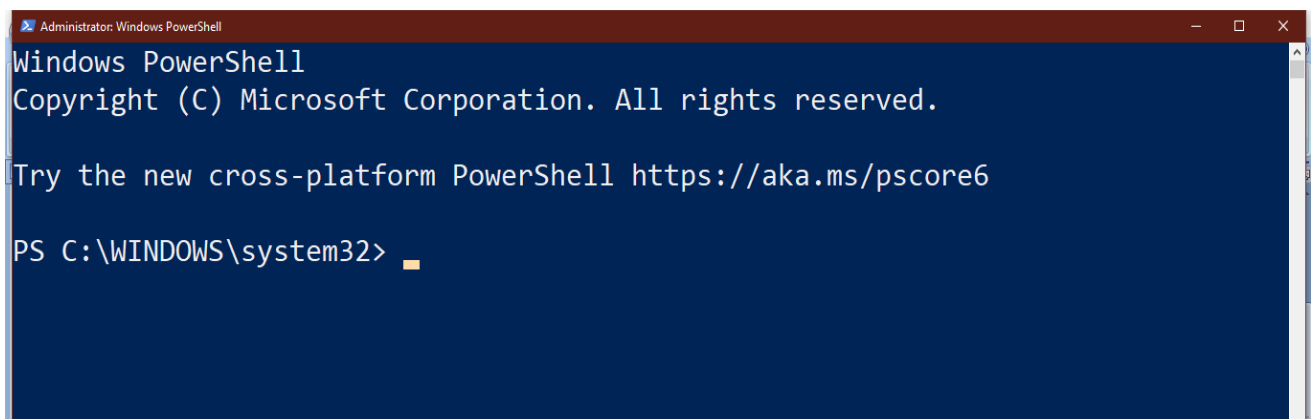 Administrator: Windows PowerShell
Windows PowerShell
Copyright (C) Microsoft Corporation. All rights reserved.
Try the new cross-platform PowerShell https://aka.ms/pscore6
PS C:\WINDOWS\system32>